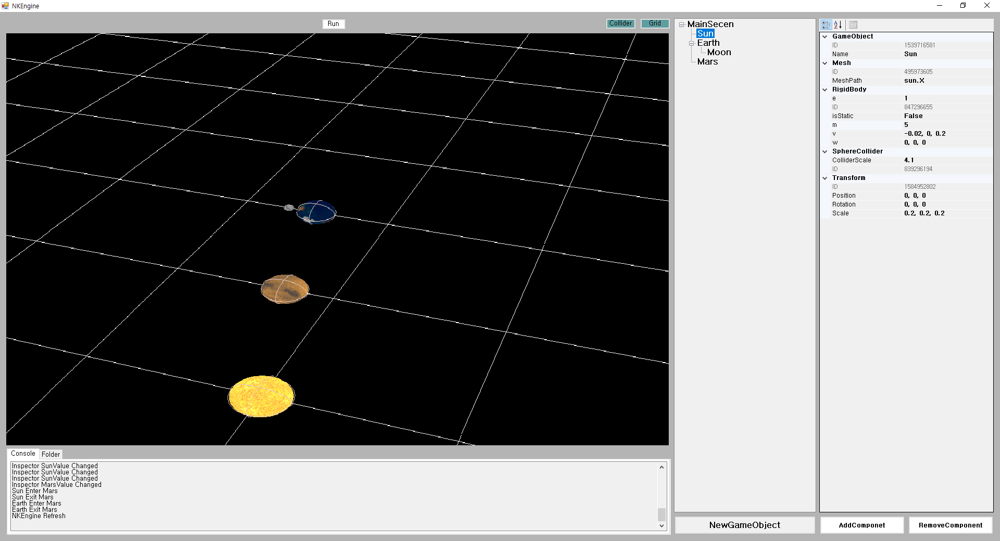 NKEngine
Run
Collider
Grid
MainSecen
Sun
Earth
Moon
Mars
GameObject
ID 1539716581
Name Sun
Mesh
ID 495973605
MeshPath sun.X
RigidBody
e 1
ID 847296655
isStatic False
m 5
v -0.02, 0, 0.2
w 0, 0, 0
SphereCollider
ColliderScale 4.1
ID 839296194
Transform
ID 1584952802
Position 0, 0, 0
Rotation 0, 0, 0
Scale 0.2, 0.2, 0.2
Console
Folder
Inspector SunValue Changed
Inspector SunValue Changed
Inspector SunValue Changed
Inspector MarsValue Changed
Sun Enter Mars
Sun Exit Mars
Earth Enter Mars
Earth Exit Mars
NKEngine Refresh
NewGameObject
AddComponet
RemoveComponent